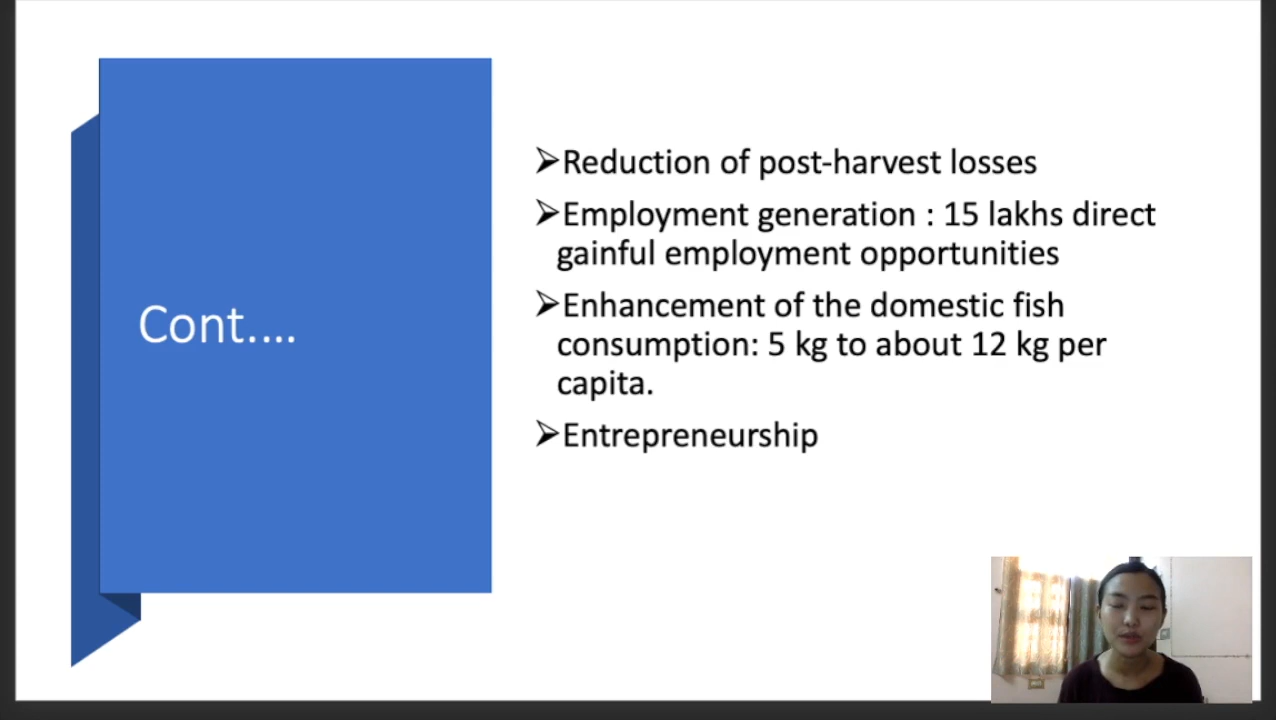 Cont.…
➢Reduction of post-harvest losses
➢Employment generation : 15 lakhs direct
gainful employment opportunities
➢Enhancement of the domestic fish
consumption: 5 kg to about 12 kg per
capita.
➢Entrepreneurship